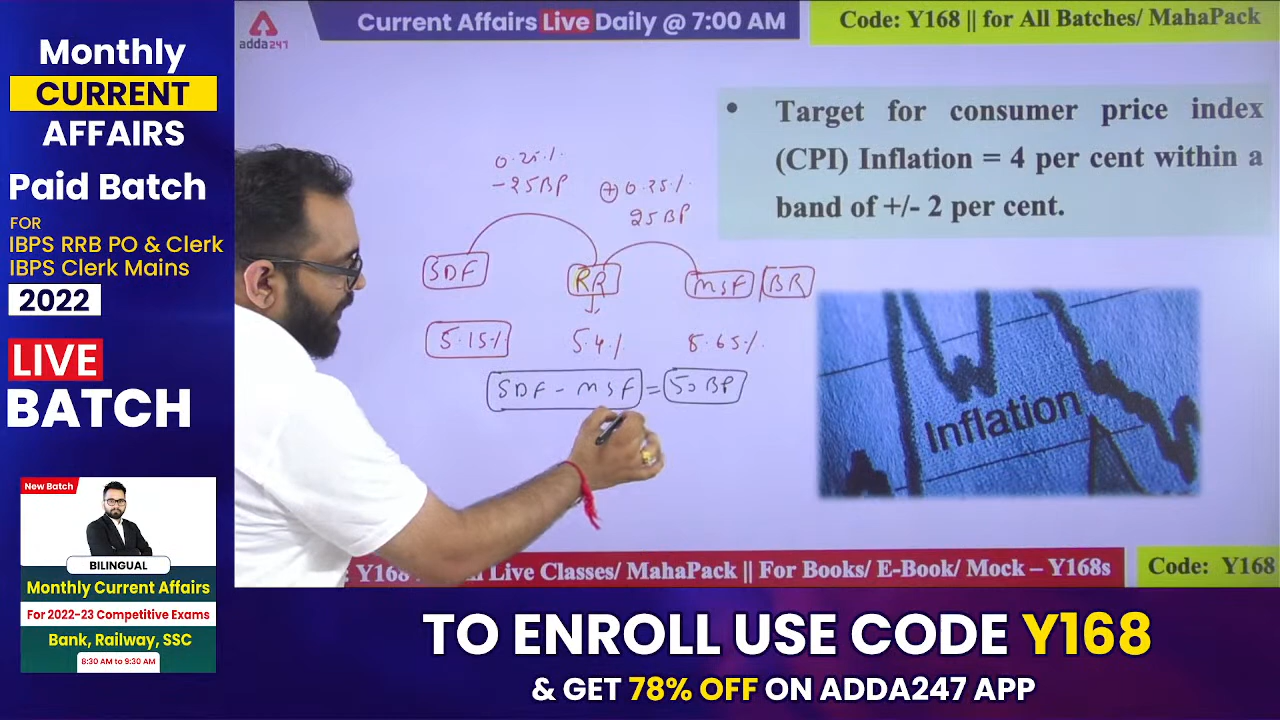 Monthly
CURRENT
AFFAIRS
Paid Batch
FOR
IBPS RRB PO & Clerk
IBPS Clerk Mains
2022
LIVE
BATCH
New Batch
BILINGUAL
Monthly Current Affairs
For 2022-23 Competitive Exams
Bank, Railway, SSC
8:30 AM to 9:30 AM
adda247
Current Affairs Live Daily @ 7:00 AM
Code: Y168 || for All Batches/ MahaPack
• Target for consumer price index
(CPI) Inflation = 4 per cent within a
band of +/- 2 per cent.
0.25%
-25BP
+ 0.25%
25BP
SDF RR MSF BR
5.15% 5.4% 5.65%
SDF - MSF = 50 BP
Inflation
: Y168 Live Classes/ MahaPack || For Books/ E-Book/ Mock – Y168s
Code: Y168
TO ENROLL USE CODE Y168
& GET 78% OFF ON ADDA247 APP